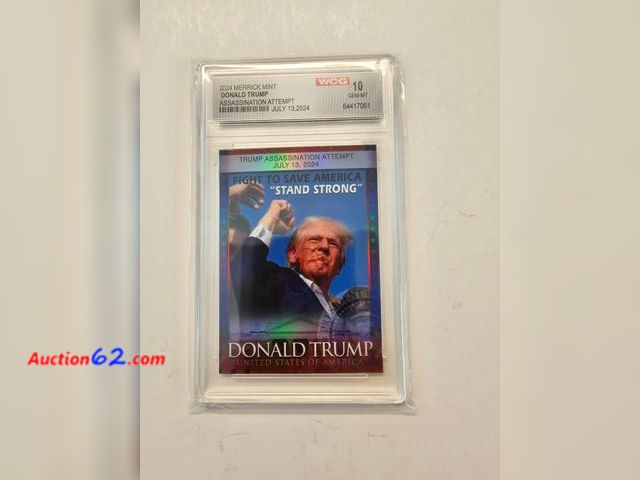 2024 MERRICK MINT
DONALD TRUMP
ASSASSINATION ATTEMPT
JULY 13,2024
WCG
10
GEM-MT
64417061
TRUMP ASSASSINATION ATTEMPT
JULY 13, 2024
FIGHT TO SAVE AMERICA
"STAND STRONG"
DONALD TRUMP
UNITED STATES OF AMERICA
Auction62.com